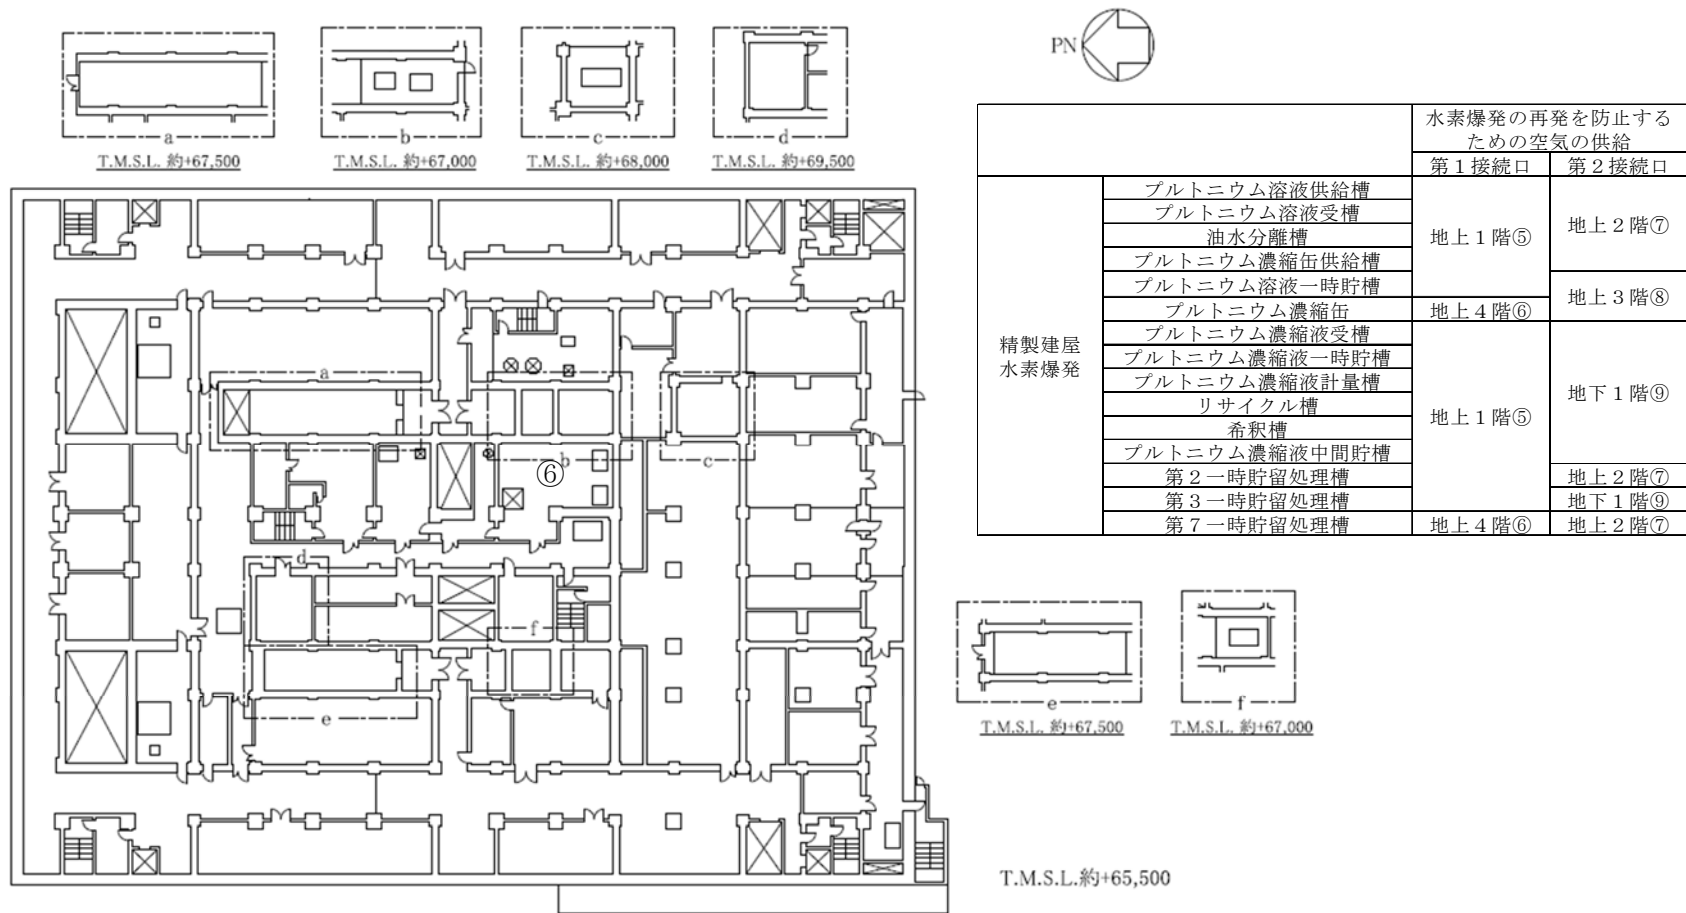 PN
a
T.M.S.L. 約+67,500
b
T.M.S.L. 約+67,000
c
T.M.S.L. 約+68,000
d
T.M.S.L. 約+69,500
水素爆発の再発を防止する
ための空気の供給
第1接続口
第2接続口
精製建屋
水素爆発
プルトニウム溶液供給槽
プルトニウム溶液受槽
油水分離槽
プルトニウム濃縮缶供給槽
プルトニウム溶液一時貯槽
プルトニウム濃縮缶
プルトニウム濃縮液受槽
プルトニウム濃縮液一時貯槽
プルトニウム濃縮液計量槽
リサイクル槽
希釈槽
プルトニウム濃縮液中間貯槽
第2一時貯留処理槽
第3一時貯留処理槽
第7一時貯留処理槽
地上1階⑤
地上4階⑥
地上1階⑤
地上4階⑥
地上2階⑦
地上3階⑧
地下1階⑨
地上2階⑦
地下1階⑨
地上2階⑦
a
b
c
⑥
d
f
e
e
T.M.S.L. 約+67,500
f
T.M.S.L. 約+67,000
T.M.S.L.約+65,500